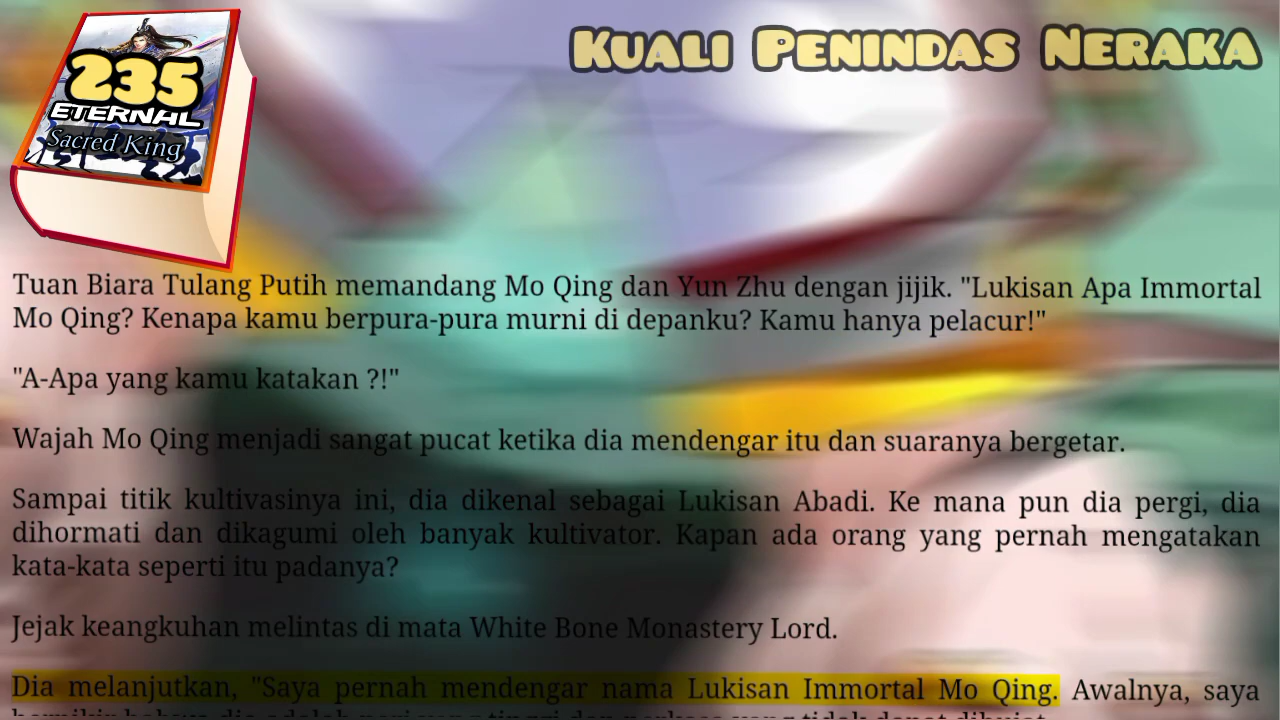 Kuali Penindas Neraka
235
ETERNAL
Sacred King
Tuan Biara Tulang Putih memandang Mo Qing dan Yun Zhu dengan jijik. "Lukisan Apa Immortal
Mo Qing? Kenapa kamu berpura-pura murni di depanku? Kamu hanya pelacur!"
"A-Apa yang kamu katakan ?!"
Wajah Mo Qing menjadi sangat pucat ketika dia mendengar itu dan suaranya bergetar.
Sampai titik kultivasinya ini, dia dikenal sebagai Lukisan Abadi. Ke mana pun dia pergi, dia
dihormati dan dikagumi oleh banyak kultivator. Kapan ada orang yang pernah mengatakan
kata-kata seperti itu padanya?
Jejak keangkuhan melintas di mata White Bone Monastery Lord.
Dia melanjutkan, "Saya pernah mendengar nama Lukisan Immortal Mo Qing. Awalnya, saya